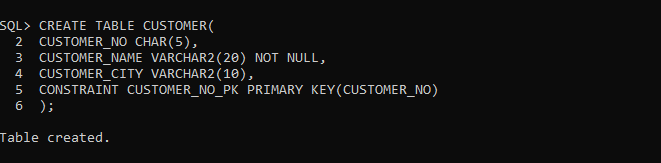 SQL> CREATE TABLE CUSTOMER(
  2  CUSTOMER_NO CHAR(5),
  3  CUSTOMER_NAME VARCHAR2(20) NOT NULL,
  4  CUSTOMER_CITY VARCHAR2(10),
  5  CONSTRAINT CUSTOMER_NO_PK PRIMARY KEY(CUSTOMER_NO)
  6  );
Table created.